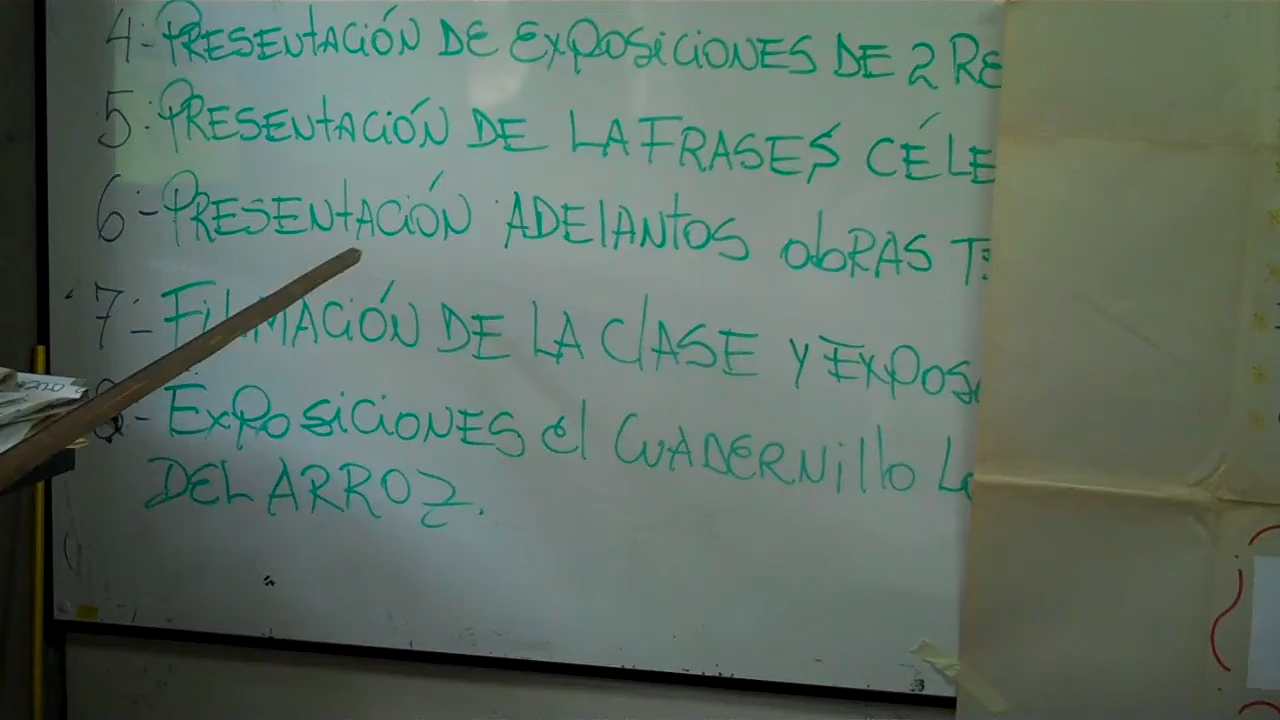 4-PRESENTACIÓN DE EXPOSICIONES DE 2 RE
5-PRESENTACIÓN DE LA FRASES CÉLE
6-PRESENTACIÓN ADELANTOS OBRAS
7-FILMACIÓN DE LA CLASE Y EXPOS
8-EXPOSICIONES el CUADERNIllO
DEL ARROZ.